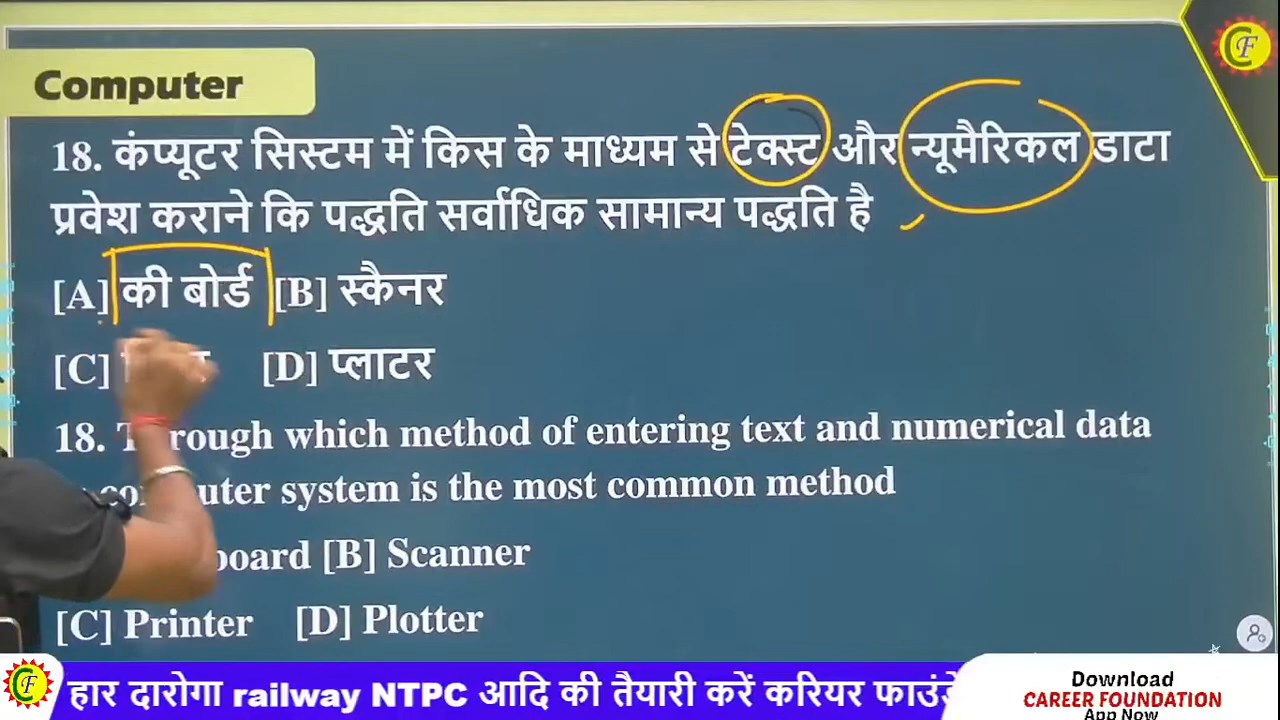 Computer
18. कंप्यूटर सिस्टम में किस के माध्यम से टेक्स्ट और न्यूमैरिकल डाटा
प्रवेश कराने कि पद्धति सर्वाधिक सामान्य पद्धति है
[A] की बोर्ड [B] स्कैनर
[C] [D] प्लाटर
18. Through which method of entering text and numerical data
computer system is the most common method
board [B] Scanner
[C] Printer [D] Plotter
हार दारोगा railway NTPC आदि की तैयारी करें करियर फाउंडे
Download
CAREER FOUNDATION
App Now